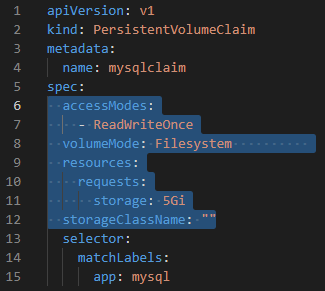 1 apiVersion: v1
2 kind: PersistentVolumeClaim
3 metadata:
4   name: mysqlclaim
5 spec:
6   accessModes:
7     - ReadWriteOnce
8   volumeMode: Filesystem
9   resources:
10     requests:
11       storage: 5Gi
12   storageClassName: ""
13     selector:
14       matchLabels:
15         app: mysql